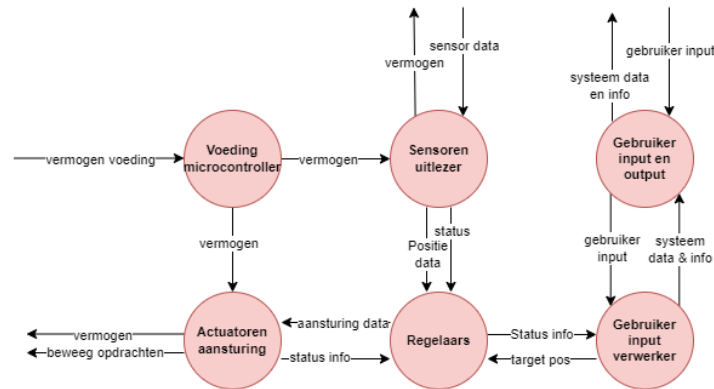 sensor data
vermogen
gebruiker input
systeem data
en info
vermogen voeding
Voeding
microcontroller
vermogen
Sensoren
uitlezer
Gebruiker
input en
output
vermogen
status
Positie
data
gebruiker
input
systeem
data & info
vermogen
beweeg opdrachten
Actuatoren
aansturing
aansturing data
status info
Regelaars
Status info
target pos
Gebruiker
input
verwerker